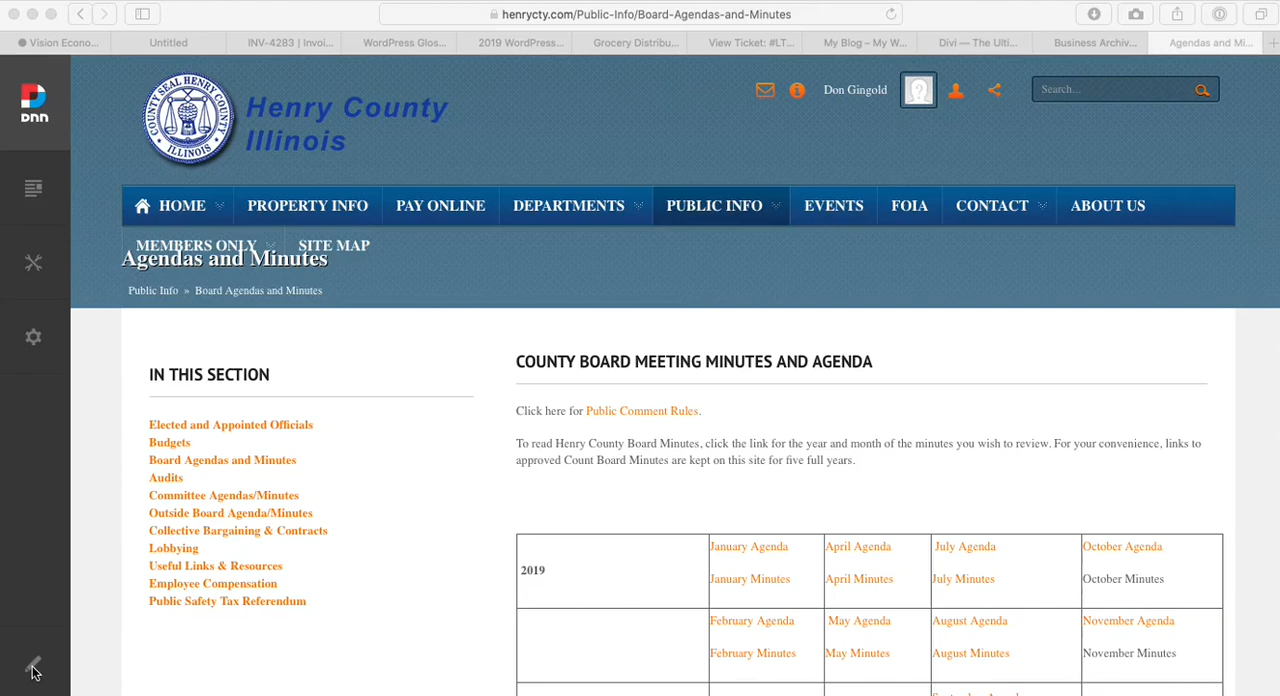 henrycty.com/Public-Info/Board-Agendas-and-Minutes
Vision Econo...
Untitled
INV-4283 | Invoi...
WordPress Glos...
2019 WordPress...
Grocery Distribu...
View Ticket: #LT...
My Blog – My W...
Divi — The Ulti...
Business Archiv...
Agendas and Mi...
DNN
COUNTY SEAL HENRY COUNTY ILLINOIS
Henry County
Illinois
Don Gingold
Search...
HOME
PROPERTY INFO
PAY ONLINE
DEPARTMENTS
PUBLIC INFO
EVENTS
FOIA
CONTACT
ABOUT US
MEMBERS ONLY
SITE MAP
Agendas and Minutes
Public Info » Board Agendas and Minutes
IN THIS SECTION
Elected and Appointed Officials
Budgets
Board Agendas and Minutes
Audits
Committee Agendas/Minutes
Outside Board Agenda/Minutes
Collective Bargaining & Contracts
Lobbying
Useful Links & Resources
Employee Compensation
Public Safety Tax Referendum
COUNTY BOARD MEETING MINUTES AND AGENDA
Click here for Public Comment Rules.
To read Henry County Board Minutes, click the link for the year and month of the minutes you wish to review. For your convenience, links to
approved Count Board Minutes are kept on this site for five full years.
2019
January Agenda
January Minutes
April Agenda
April Minutes
July Agenda
July Minutes
October Agenda
October Minutes
February Agenda
February Minutes
May Agenda
May Minutes
August Agenda
August Minutes
November Agenda
November Minutes